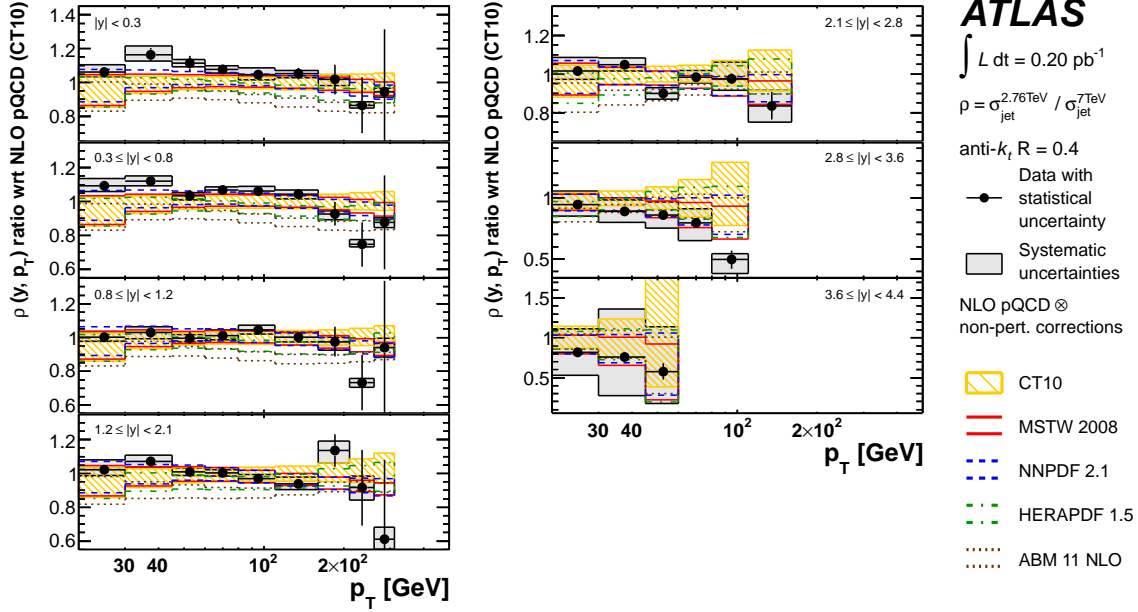 ρ (y, p_T) ratio wrt NLO pQCD (CT10)
|y| < 0.3
1.4
1.2
1
0.8
0.3 ≤ |y| < 0.8
1.2
1
0.8
0.6
0.8 ≤ |y| < 1.2
1.2
1
0.8
0.6
1.2 ≤ |y| < 2.1
1.4
1.2
1
0.8
0.6
30 40 10² 2×10²
p_T [GeV]
ρ (y, p_T) ratio wrt NLO pQCD (CT10)
2.1 ≤ |y| < 2.8
1.2
1
0.8
2.8 ≤ |y| < 3.6
1
0.5
3.6 ≤ |y| < 4.4
1.5
1
0.5
30 40 10² 2×10²
p_T [GeV]
ATLAS
∫ L dt = 0.20 pb⁻¹
ρ = σ_jet^2.76TeV / σ_jet^7TeV
anti-k_t R = 0.4
Data with
statistical
uncertainty
Systematic
uncertainties
NLO pQCD ⊗
non-pert. corrections
CT10
MSTW 2008
NNPDF 2.1
HERAPDF 1.5
ABM 11 NLO